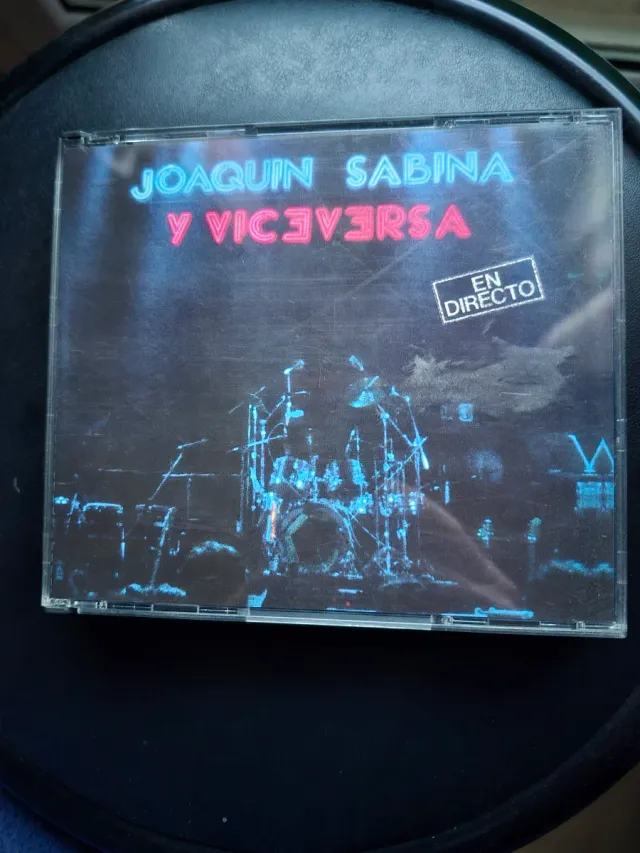 JOAQUIN SABINA
Y VICEVERSA
EN
DIRECTO